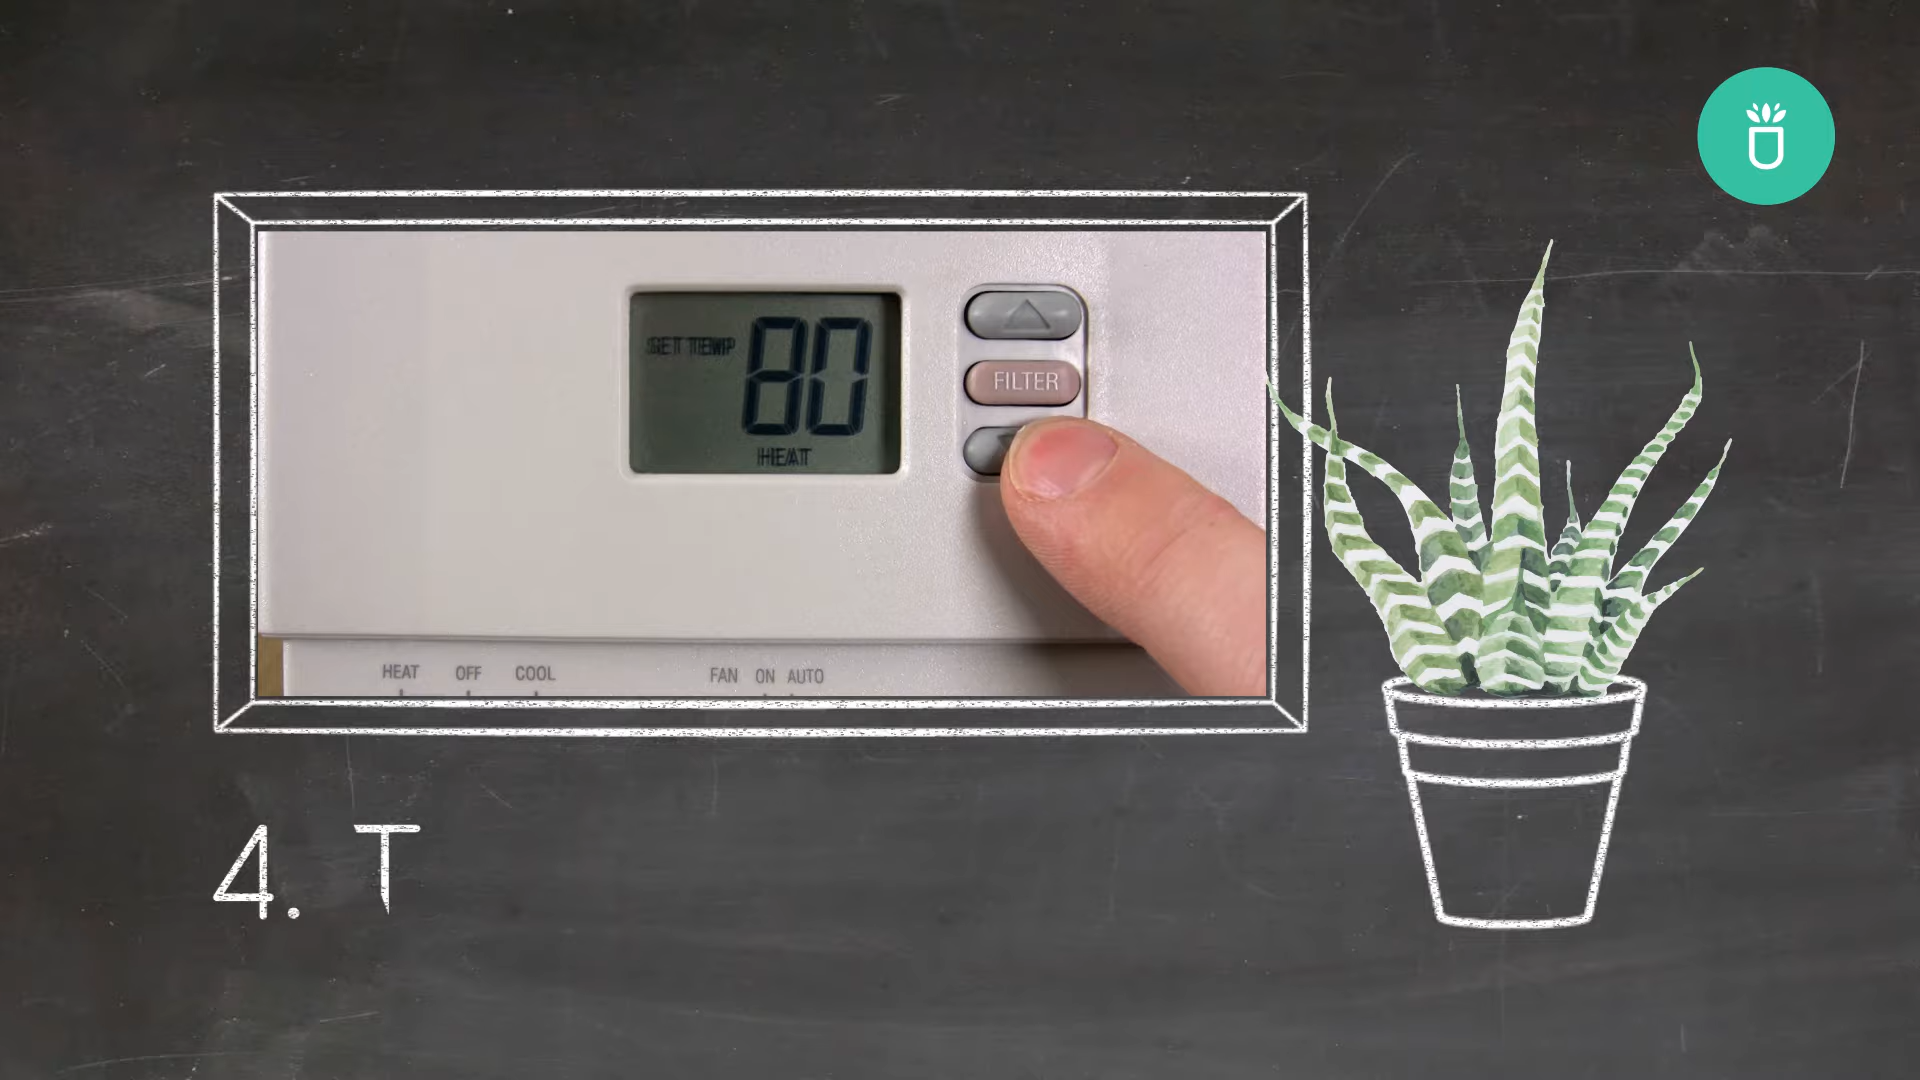 SET TEMP 80
FILTER
HEAT
HEAT OFF COOL FAN ON AUTO
4. T